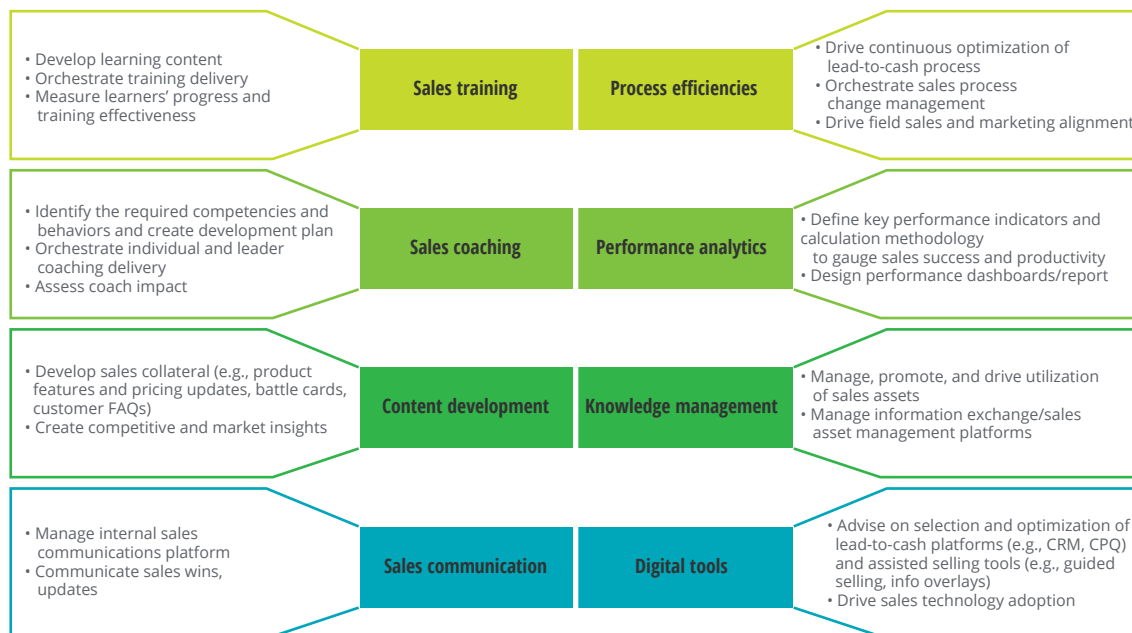 • Develop learning content
• Orchestrate training delivery
• Measure learners’ progress and
training effectiveness
Sales training
Process efficiencies
• Drive continuous optimization of
lead-to-cash process
• Orchestrate sales process
change management
• Drive field sales and marketing alignment
• Identify the required competencies and
behaviors and create development plan
• Orchestrate individual and leader
coaching delivery
• Assess coach impact
Sales coaching
Performance analytics
• Define key performance indicators and
calculation methodology
to gauge sales success and productivity
• Design performance dashboards/report
• Develop sales collateral (e.g., product
features and pricing updates, battle cards,
customer FAQs)
• Create competitive and market insights
Content development
Knowledge management
• Manage, promote, and drive utilization
of sales assets
• Manage information exchange/sales
asset management platforms
• Manage internal sales
communications platform
• Communicate sales wins,
updates
Sales communication
Digital tools
• Advise on selection and optimization of
lead-to-cash platforms (e.g., CRM, CPQ)
and assisted selling tools (e.g., guided
selling, info overlays)
• Drive sales technology adoption